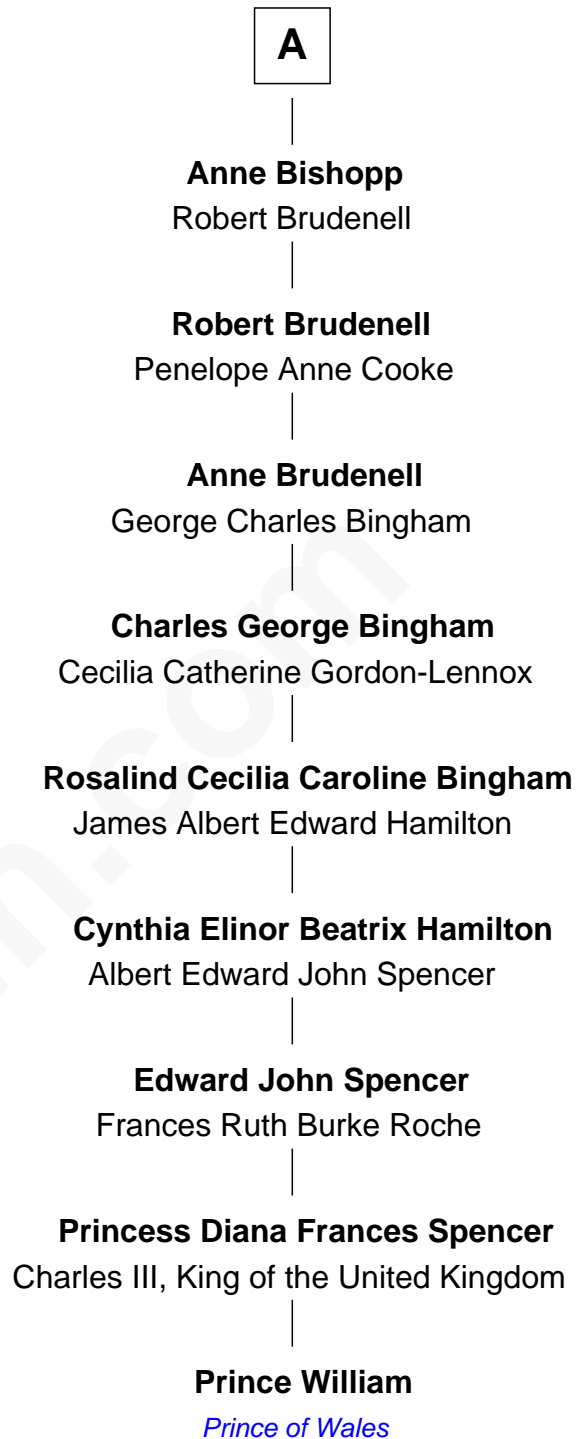 A
Anne Bishopp
Robert Brudenell
Robert Brudenell
Penelope Anne Cooke
Anne Brudenell
George Charles Bingham
Charles George Bingham
Cecilia Catherine Gordon-Lennox
Rosalind Cecilia Caroline Bingham
James Albert Edward Hamilton
Cynthia Elinor Beatrix Hamilton
Albert Edward John Spencer
Edward John Spencer
Frances Ruth Burke Roche
Princess Diana Frances Spencer
Charles III, King of the United Kingdom
Prince William
Prince of Wales